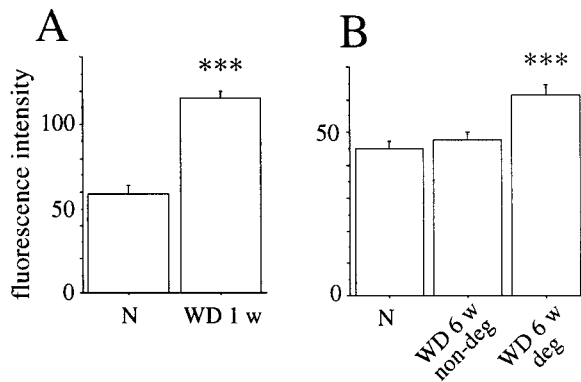 A
B
fluorescence intensity
***
100
50
0
N
WD 1 w
***
50
0
N
WD 6 w
non-deg
WD 6 w
deg